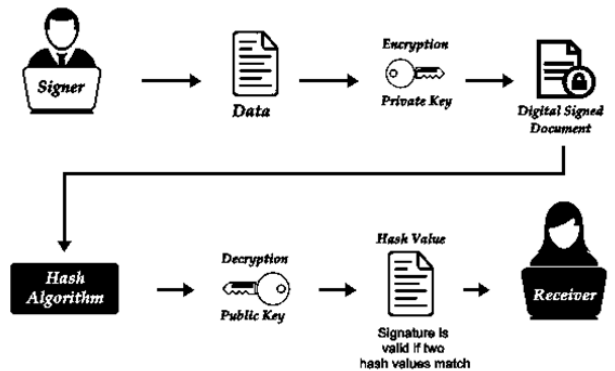 Signer
Data
Encryption
Private Key
Digital Signed
Document
Hash
Algorithm
Decryption
Public Key
Hash Value
Signature is
valid if two
hash values match
Receiver